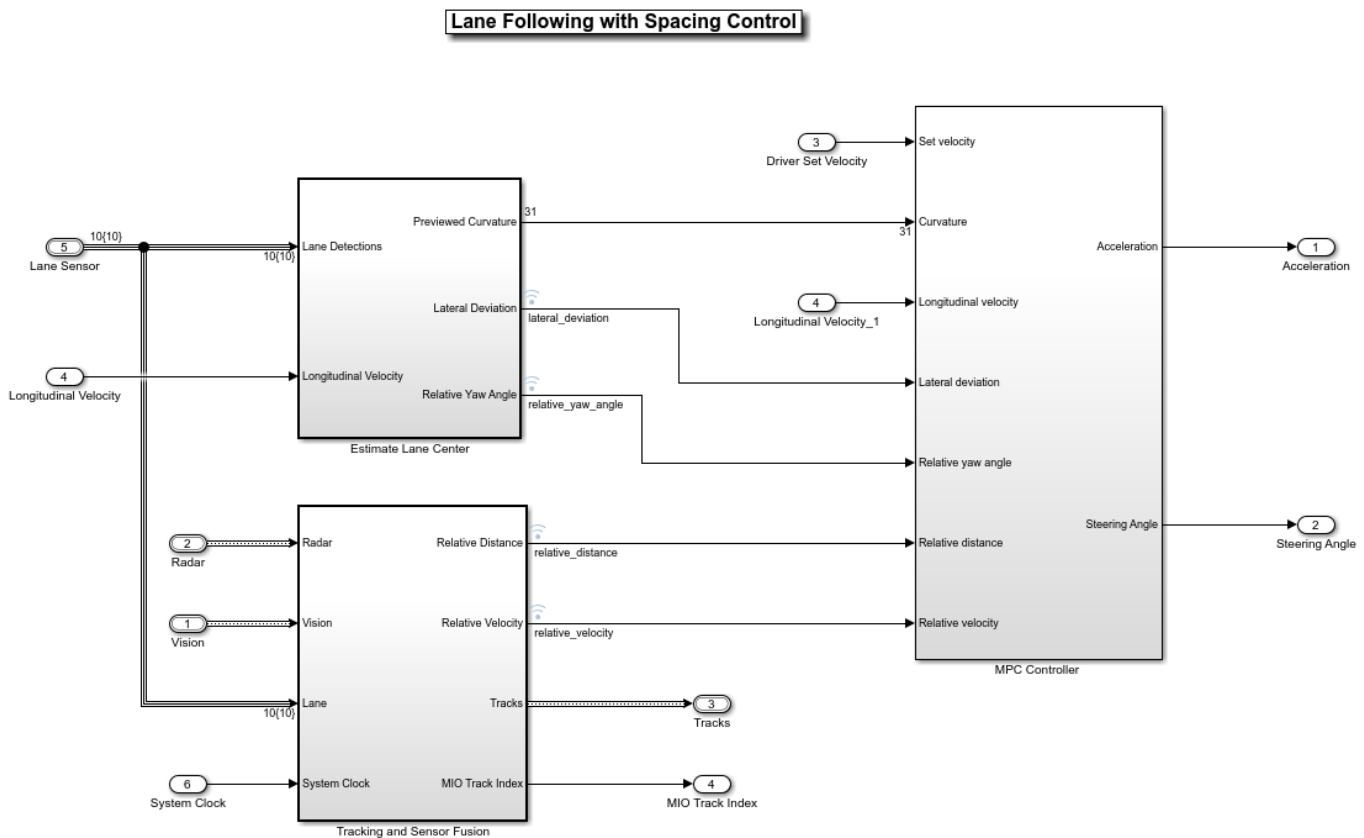 Lane Following with Spacing Control
3
Driver Set Velocity
Set velocity
Previewed Curvature
31
Curvature
31
10{10}
5
Lane Sensor
Lane Detections
10{10}
Acceleration
1
Acceleration
Lateral Deviation
lateral_deviation
4
Longitudinal Velocity_1
Longitudinal velocity
4
Longitudinal Velocity
Longitudinal Velocity
Relative Yaw Angle
relative_yaw_angle
Lateral deviation
Estimate Lane Center
Relative yaw angle
2
Radar
Radar
Relative Distance
relative_distance
Relative distance
Steering Angle
2
Steering Angle
1
Vision
Vision
Relative Velocity
relative_velocity
Relative velocity
MPC Controller
Lane
10{10}
Tracks
3
Tracks
6
System Clock
System Clock
MIO Track Index
4
MIO Track Index
Tracking and Sensor Fusion